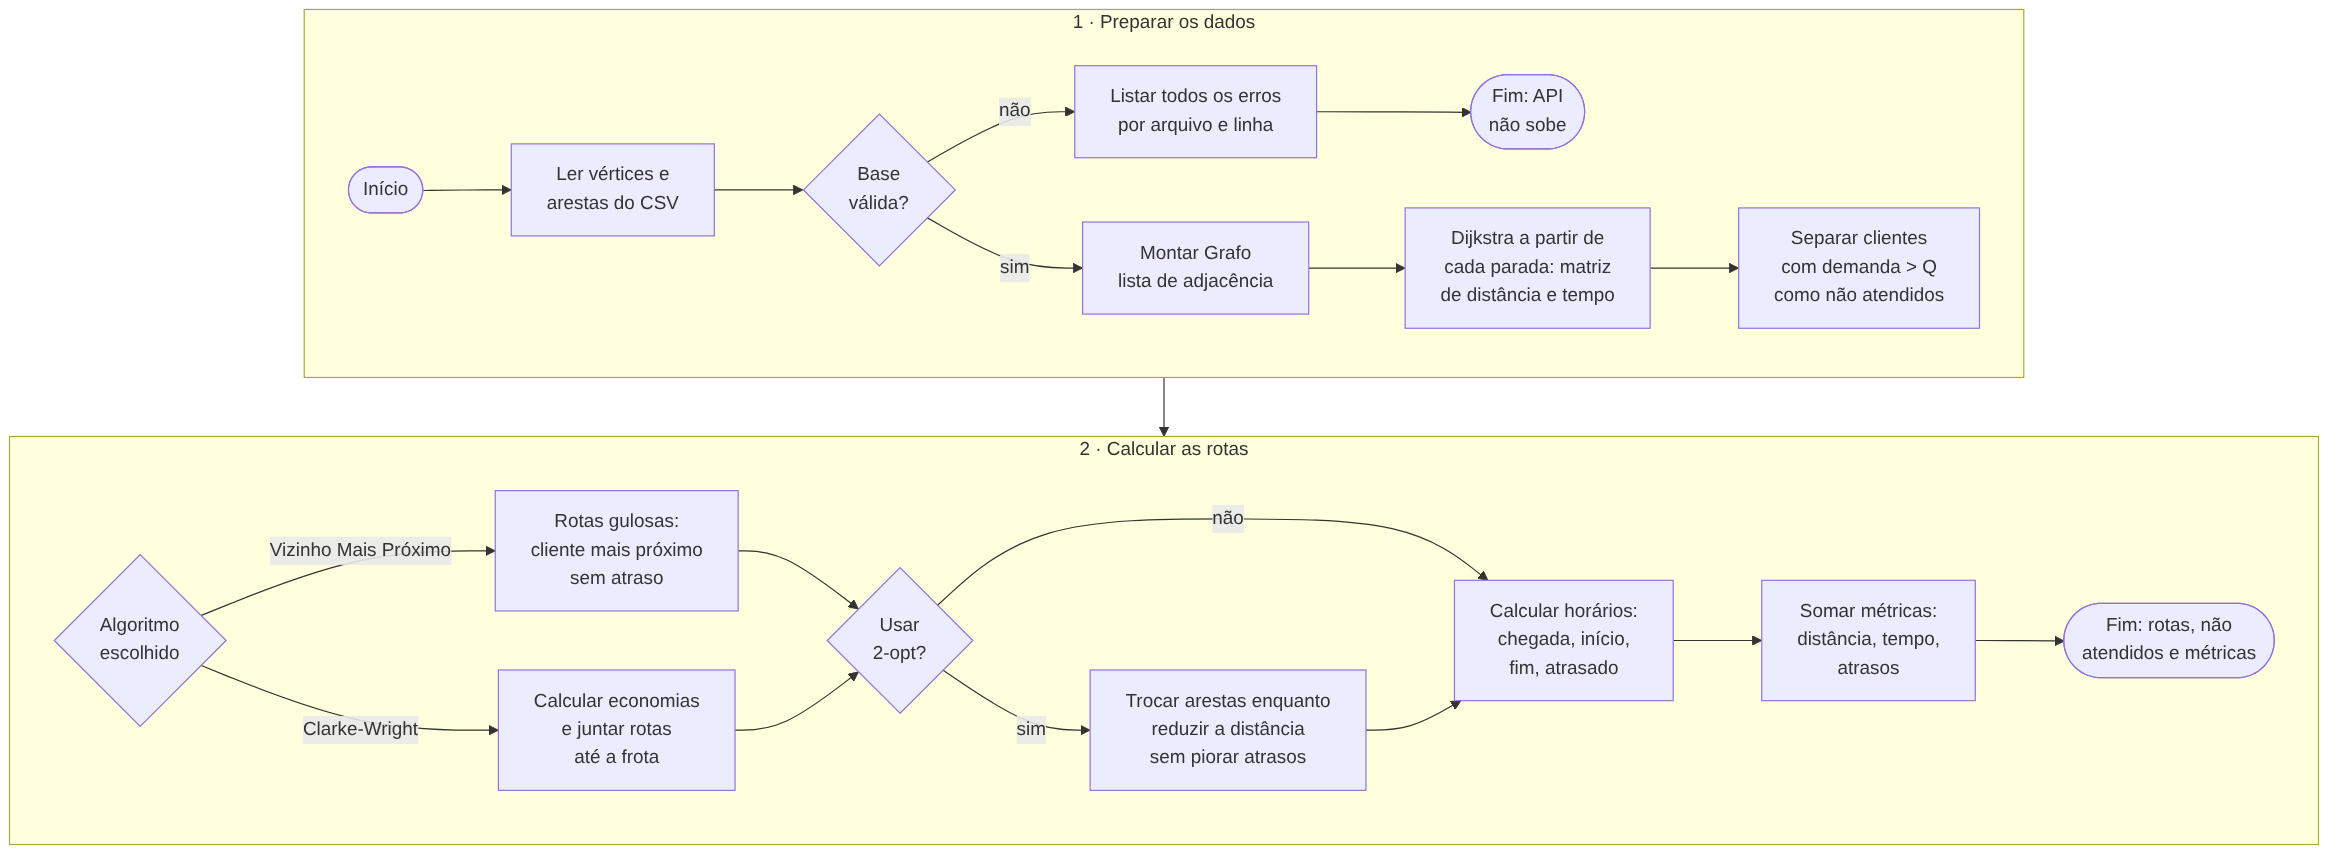 1 · Preparar os dados
Início
Ler vértices e
arestas do CSV
Base
válida?
não
Listar todos os erros
por arquivo e linha
Fim: API
não sobe
sim
Montar Grafo
lista de adjacência
Dijkstra a partir de
cada parada: matriz
de distância e tempo
Separar clientes
com demanda > Q
como não atendidos
2 · Calcular as rotas
Algoritmo
escolhido
Vizinho Mais Próximo
Rotas gulosas:
cliente mais próximo
sem atraso
Clarke-Wright
Calcular economias
e juntar rotas
até a frota
Usar
2-opt?
não
sim
Trocar arestas enquanto
reduzir a distância
sem piorar atrasos
Calcular horários:
chegada, início,
fim, atrasado
Somar métricas:
distância, tempo,
atrasos
Fim: rotas, não
atendidos e métricas